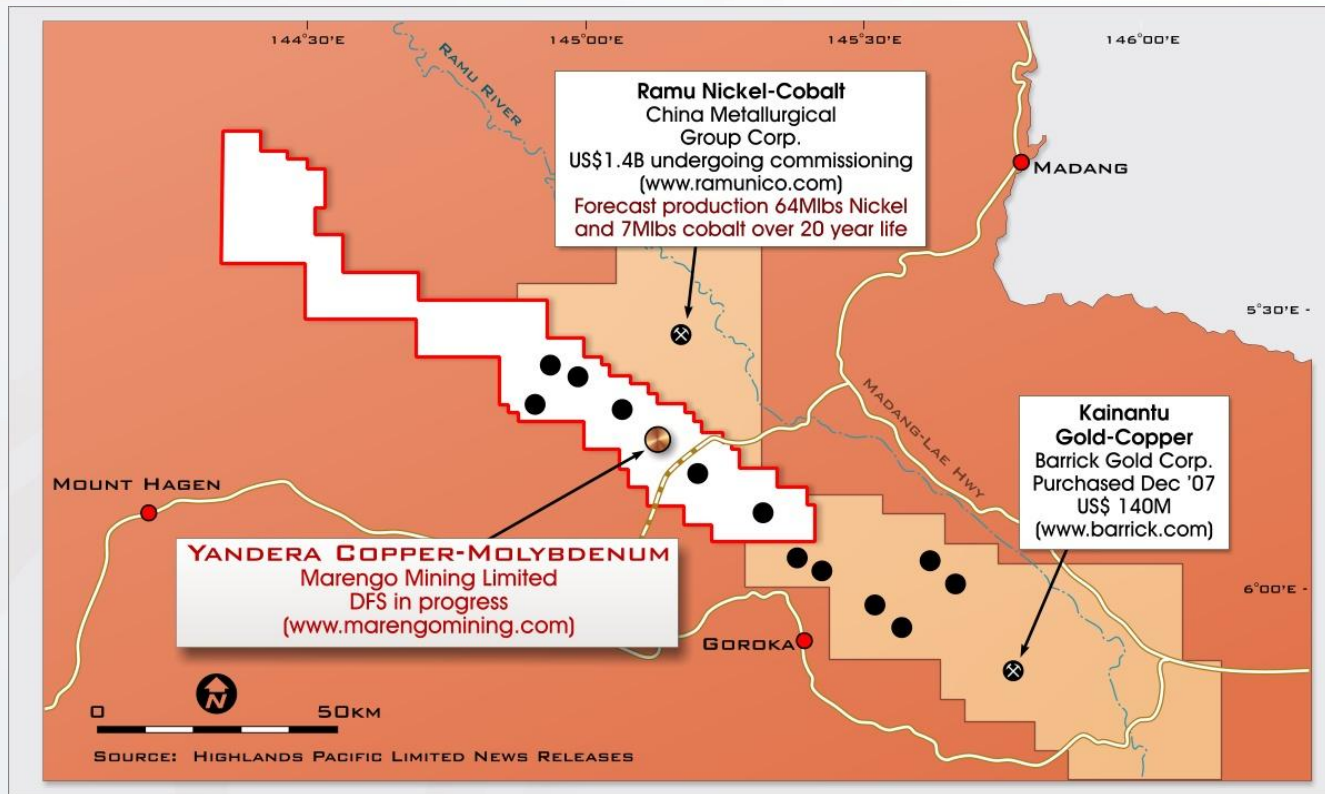 144°30'E
145°00'E
145°30'E
146°00'E
RAMU RIVER
Ramu Nickel-Cobalt
China Metallurgical
Group Corp.
US$1.4B undergoing commissioning
(www.ramunico.com)
Forecast production 64Mlbs Nickel
and 7Mlbs cobalt over 20 year life
MADANG
5°30'E -
MADANG-LAE HWY
Kainantu
Gold-Copper
Barrick Gold Corp.
Purchased Dec '07
US$ 140M
(www.barrick.com)
MOUNT HAGEN
YANDERA COPPER-MOLYBDENUM
Marengo Mining Limited
DFS in progress
(www.marengomining.com)
6°00'E -
GOROKA
N
0
50KM
SOURCE: HIGHLANDS PACIFIC LIMITED NEWS RELEASES